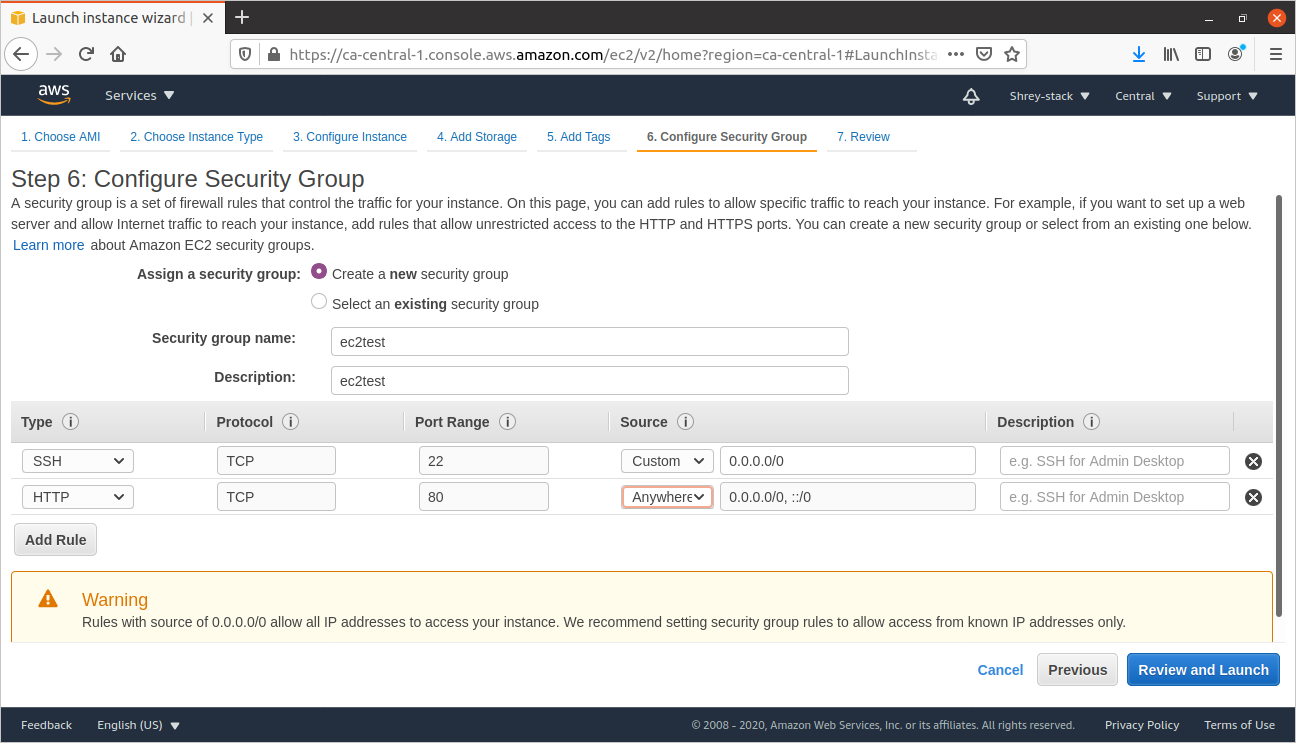 Launch instance wizard
https://ca-central-1.console.aws.amazon.com/ec2/v2/home?region=ca-central-1#LaunchInsta
aws
Services
Shrey-stack
Central
Support
1. Choose AMI
2. Choose Instance Type
3. Configure Instance
4. Add Storage
5. Add Tags
6. Configure Security Group
7. Review
Step 6: Configure Security Group
A security group is a set of firewall rules that control the traffic for your instance. On this page, you can add rules to allow specific traffic to reach your instance. For example, if you want to set up a web
server and allow Internet traffic to reach your instance, add rules that allow unrestricted access to the HTTP and HTTPS ports. You can create a new security group or select from an existing one below.
Learn more about Amazon EC2 security groups.
Assign a security group: Create a new security group
Select an existing security group
Security group name: ec2test
Description: ec2test
Type i Protocol i Port Range i Source i Description i
SSH TCP 22 Custom 0.0.0.0/0 e.g. SSH for Admin Desktop
HTTP TCP 80 Anywhere 0.0.0.0/0, ::/0 e.g. SSH for Admin Desktop
Add Rule
Warning
Rules with source of 0.0.0.0/0 allow all IP addresses to access your instance. We recommend setting security group rules to allow access from known IP addresses only.
Cancel
Previous
Review and Launch
Feedback
English (US)
© 2008 - 2020, Amazon Web Services, Inc. or its affiliates. All rights reserved.
Privacy Policy
Terms of Use